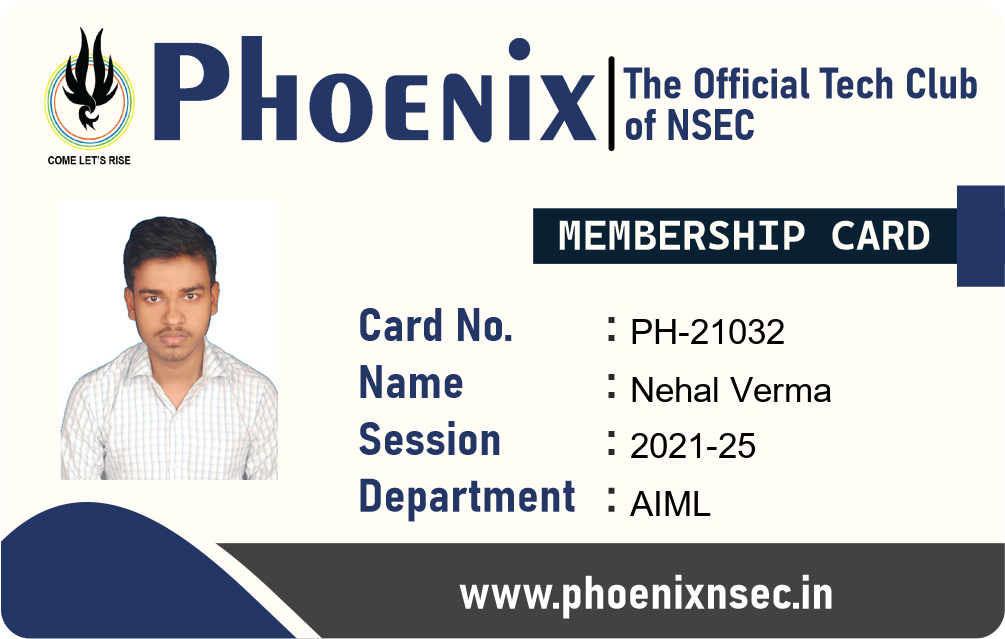 COME LET'S RISE
PHOENIX
The Official Tech Club
of NSEC
MEMBERSHIP CARD
Card No. : PH-21032
Name : Nehal Verma
Session : 2021-25
Department : AIML
www.phoenixnsec.in